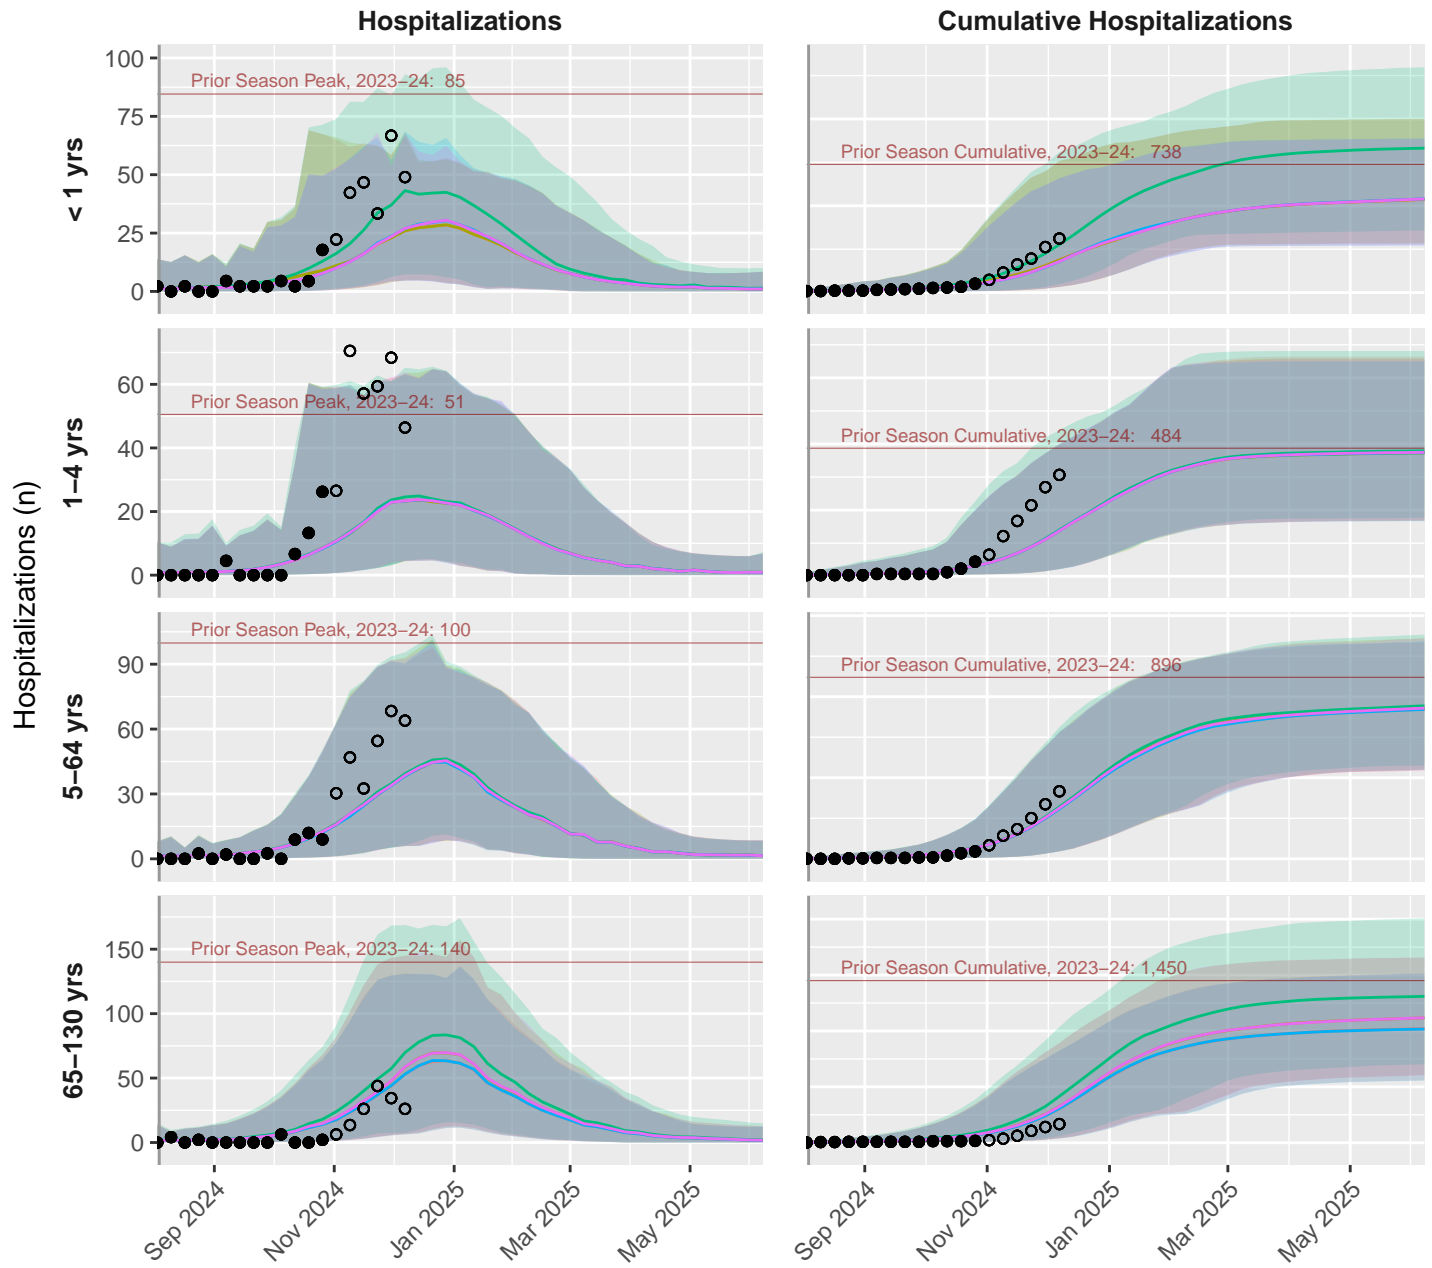 Hospitalizations
Cumulative Hospitalizations
Hospitalizations (n)
< 1 yrs
100
75
50
25
0
Prior Season Peak, 2023–24: 85
Prior Season Cumulative, 2023–24: 738
1–4 yrs
60
40
20
0
Prior Season Peak, 2023–24: 51
Prior Season Cumulative, 2023–24: 484
5–64 yrs
90
60
30
0
Prior Season Peak, 2023–24: 100
Prior Season Cumulative, 2023–24: 896
65–130 yrs
150
100
50
0
Prior Season Peak, 2023–24: 140
Prior Season Cumulative, 2023–24: 1,450
Sep 2024
Nov 2024
Jan 2025
Mar 2025
May 2025
Sep 2024
Nov 2024
Jan 2025
Mar 2025
May 2025